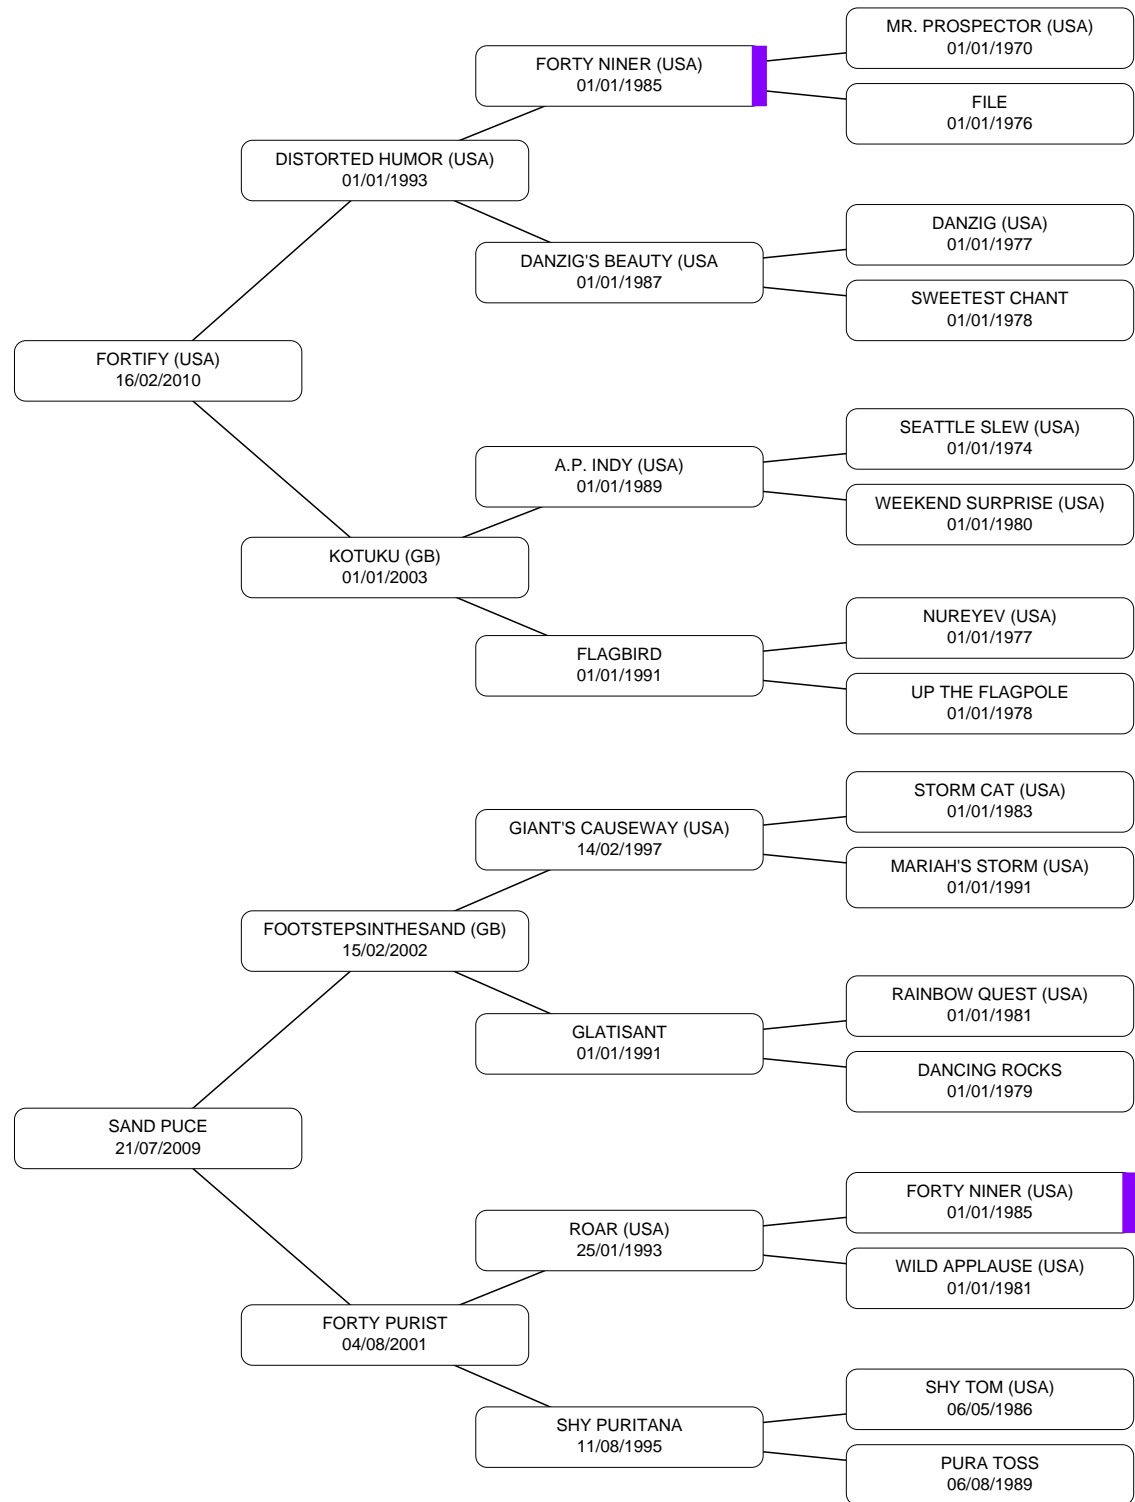 MR. PROSPECTOR (USA)
01/01/1970
FORTY NINER (USA)
01/01/1985
FILE
01/01/1976
DISTORTED HUMOR (USA)
01/01/1993
DANZIG (USA)
01/01/1977
DANZIG'S BEAUTY (USA
01/01/1987
SWEETEST CHANT
01/01/1978
FORTIFY (USA)
16/02/2010
SEATTLE SLEW (USA)
01/01/1974
A.P. INDY (USA)
01/01/1989
WEEKEND SURPRISE (USA)
01/01/1980
KOTUKU (GB)
01/01/2003
NUREYEV (USA)
01/01/1977
FLAGBIRD
01/01/1991
UP THE FLAGPOLE
01/01/1978
STORM CAT (USA)
01/01/1983
GIANT'S CAUSEWAY (USA)
14/02/1997
MARIAH'S STORM (USA)
01/01/1991
FOOTSTEPSINTHESAND (GB)
15/02/2002
RAINBOW QUEST (USA)
01/01/1981
GLATISANT
01/01/1991
DANCING ROCKS
01/01/1979
SAND PUCE
21/07/2009
FORTY NINER (USA)
01/01/1985
ROAR (USA)
25/01/1993
WILD APPLAUSE (USA)
01/01/1981
FORTY PURIST
04/08/2001
SHY TOM (USA)
06/05/1986
SHY PURITANA
11/08/1995
PURA TOSS
06/08/1989